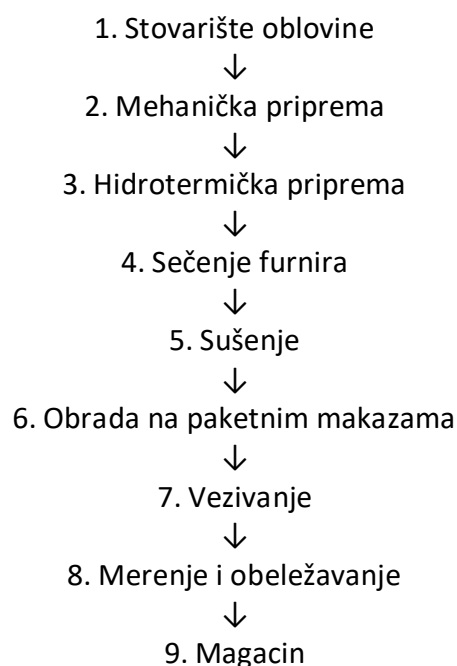 1. Stovarište oblovine
↓
2. Mehanička priprema
↓
3. Hidrotermička priprema
↓
4. Sečenje furnira
↓
5. Sušenje
↓
6. Obrada na paketnim makazama
↓
7. Vezivanje
↓
8. Merenje i obeležavanje
↓
9. Magacin